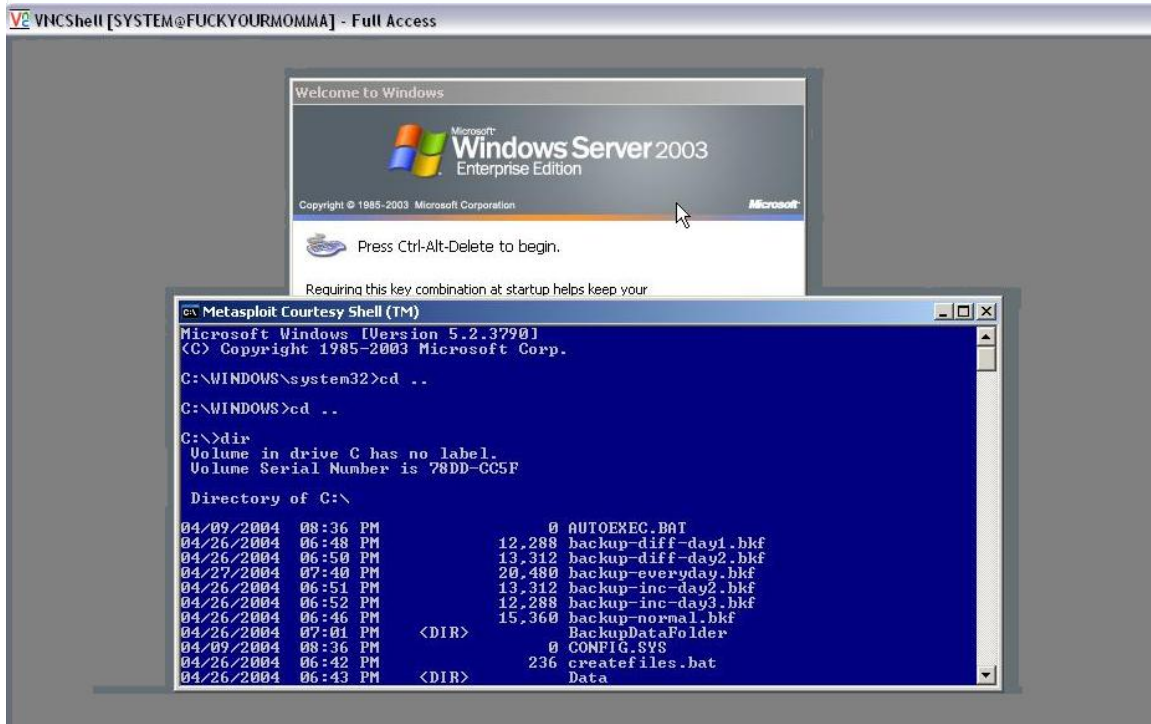 VNCShell [SYSTEM@FUCKYOURMOMMA] - Full Access
Welcome to Windows
Microsoft
Windows Server 2003
Enterprise Edition
Copyright © 1985-2003 Microsoft Corporation
Microsoft
Press Ctrl-Alt-Delete to begin.
Requiring this key combination at startup helps keep your
Metasploit Courtesy Shell (TM)
Microsoft Windows [Version 5.2.3790]
(C) Copyright 1985-2003 Microsoft Corp.
C:\WINDOWS\system32>cd ..
C:\WINDOWS>cd ..
C:\>dir
Volume in drive C has no label.
Volume Serial Number is 78DD-CC5F
Directory of C:\
04/09/2004 08:36 PM 0 AUTOEXEC.BAT
04/26/2004 06:48 PM 12,288 backup-diff-day1.bkf
04/26/2004 06:50 PM 13,312 backup-diff-day2.bkf
04/27/2004 07:40 PM 20,480 backup-everyday.bkf
04/26/2004 06:51 PM 13,312 backup-inc-day2.bkf
04/26/2004 06:52 PM 12,288 backup-inc-day3.bkf
04/26/2004 06:46 PM 15,360 backup-normal.bkf
04/26/2004 07:01 PM <DIR> BackupDataFolder
04/09/2004 08:36 PM 0 CONFIG.SYS
04/26/2004 06:42 PM 236 createfiles.bat
04/26/2004 06:43 PM <DIR> Data